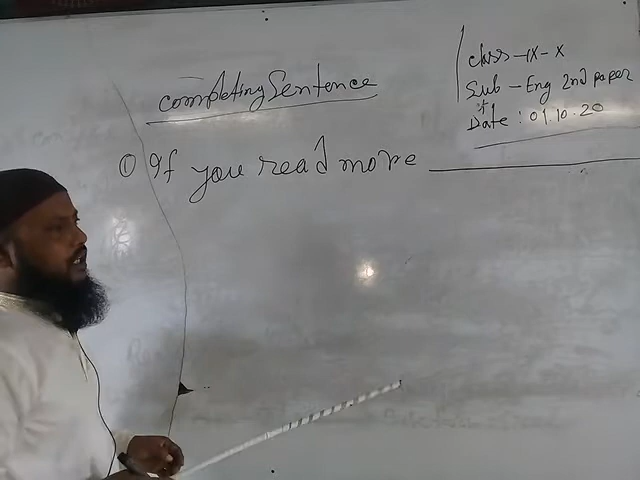 Completing Sentence
Class - IX - X
Sub - Eng 2nd paper
Date : 01.10.20
① If you read more